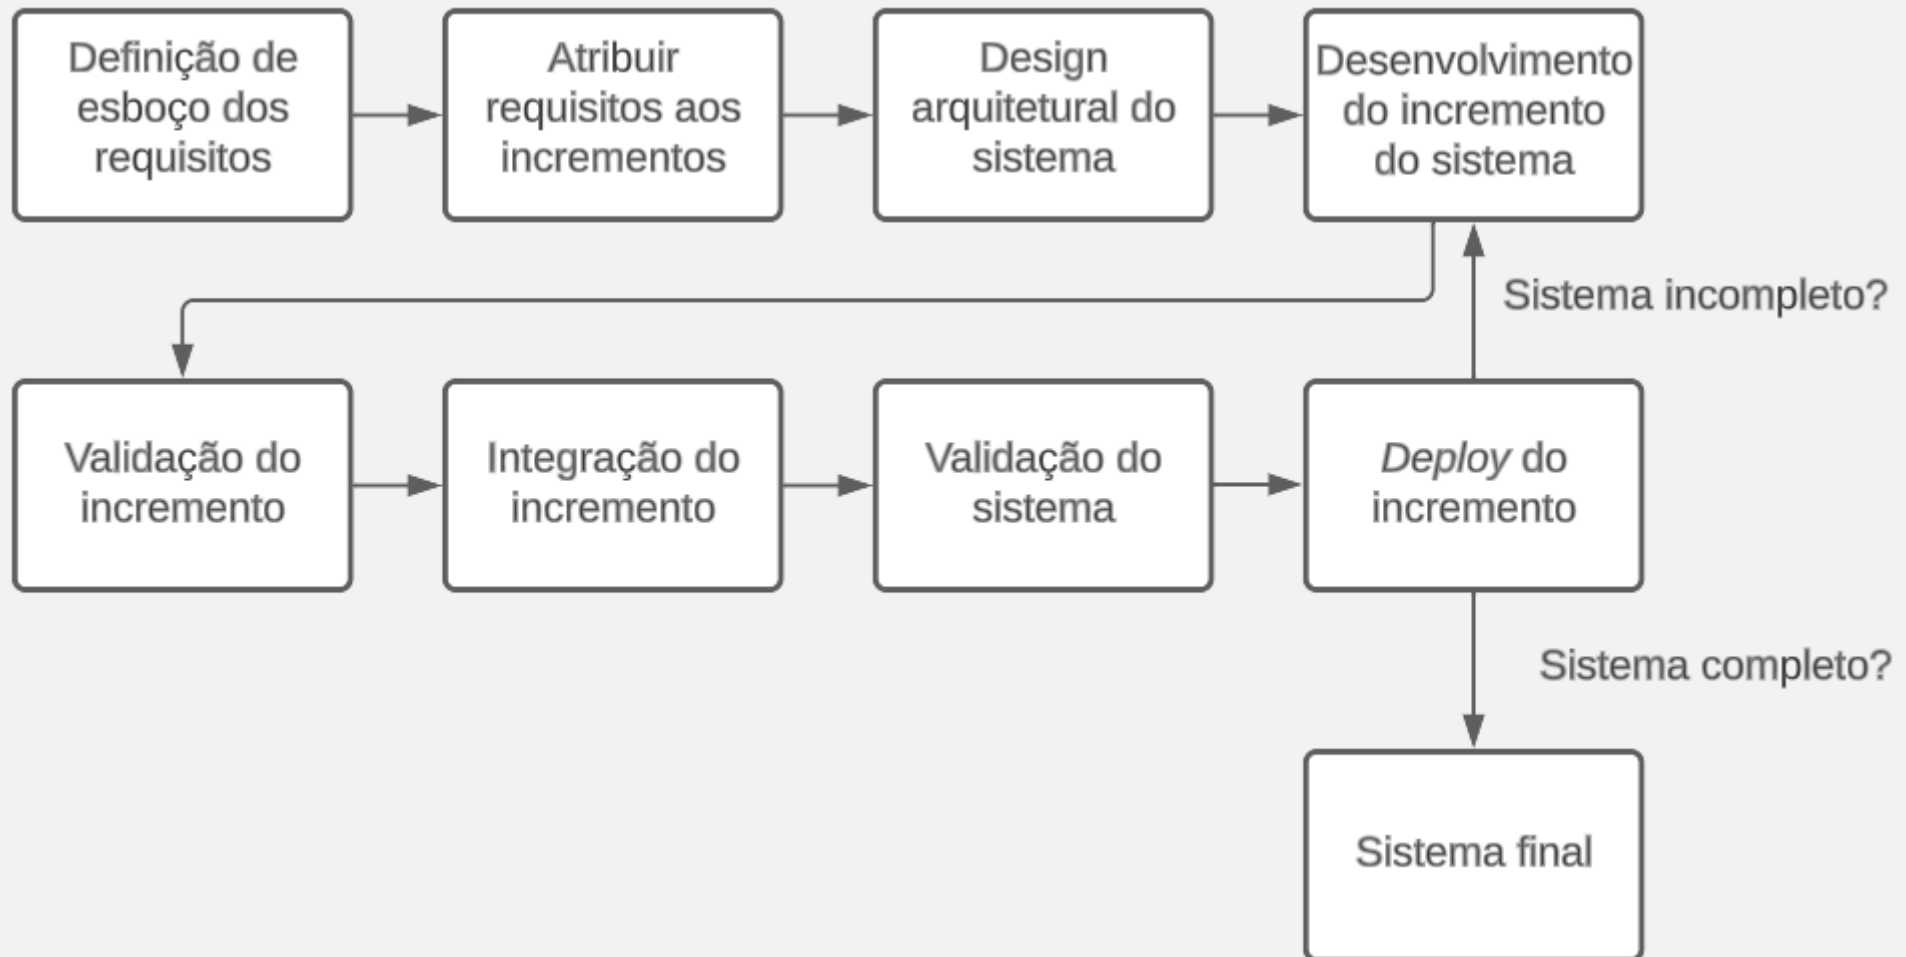 Definição de
esboço dos
requisitos
Atribuir
requisitos aos
incrementos
Design
arquitetural do
sistema
Desenvolvimento
do incremento
do sistema
Sistema incompleto?
Validação do
incremento
Integração do
incremento
Validação do
sistema
Deploy do
incremento
Sistema completo?
Sistema final